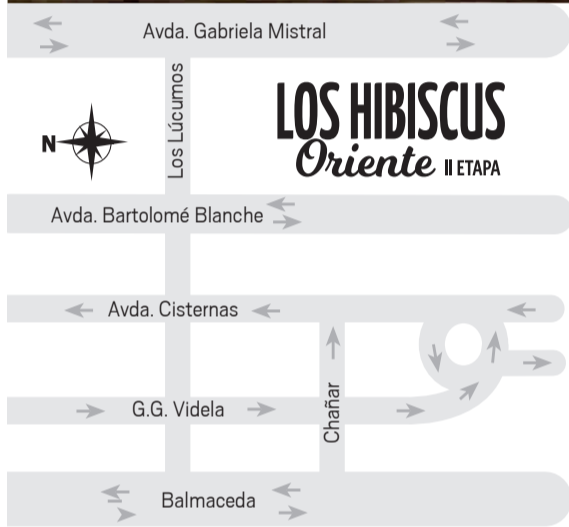 Avda. Gabriela Mistral
Los Lúcumos
LOS HIBISCUS
Oriente II ETAPA
N
Avda. Bartolomé Blanche
Avda. Cisternas
G.G. Videla
Chañar
Balmaceda